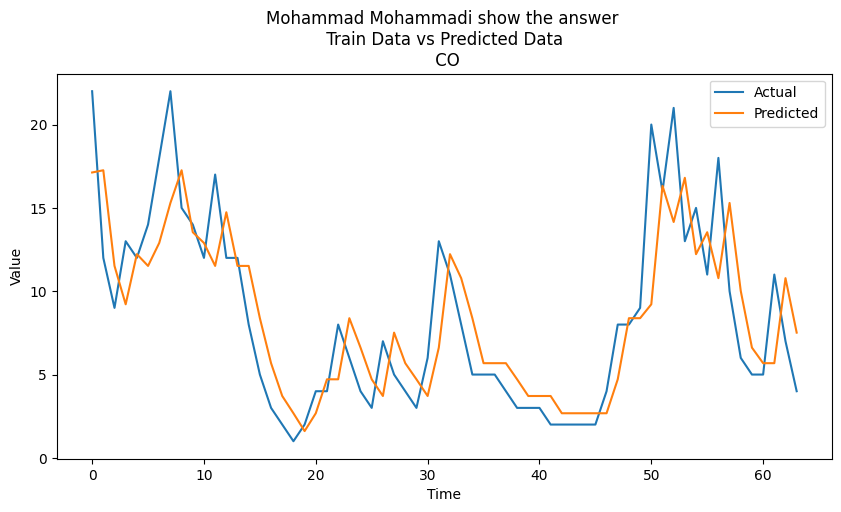 Mohammad Mohammadi show the answer
Train Data vs Predicted Data
CO
Actual
Predicted
20
15
10
5
0
Value
0 10 20 30 40 50 60
Time